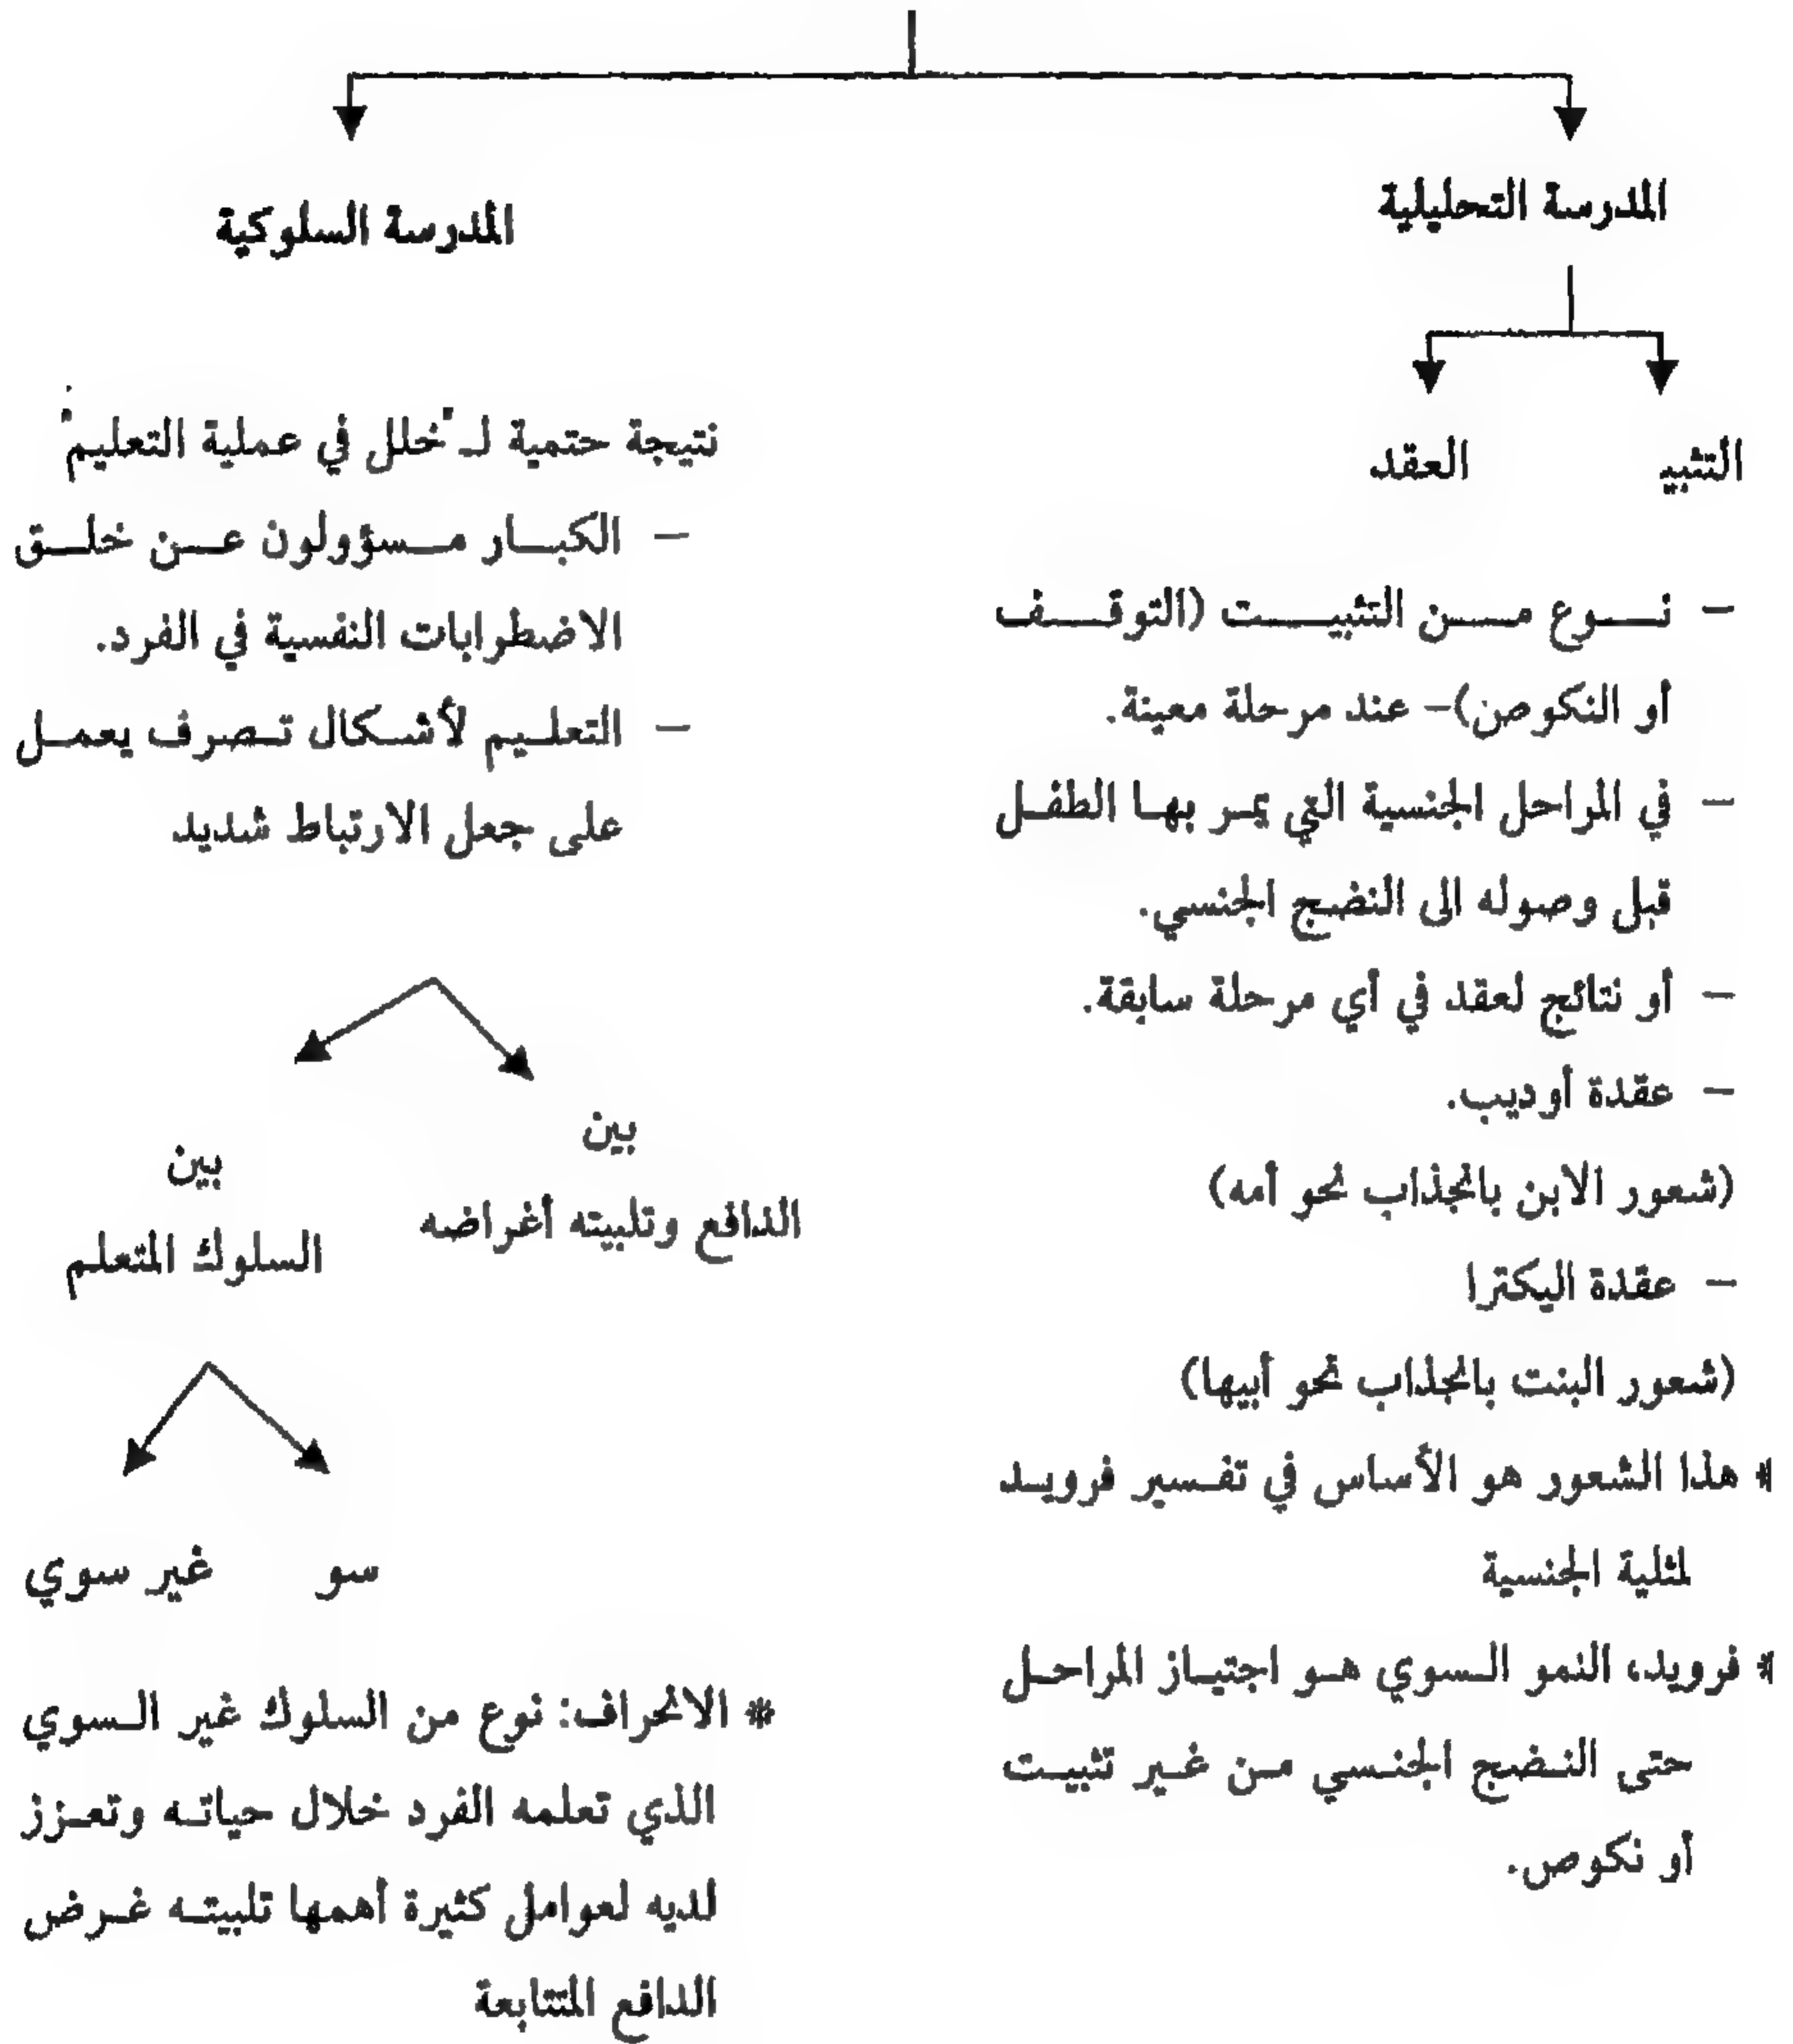 المدرسة التحليلية
التثبي
العقد
– نوع من التثبيت (التوقف
أو النكوص)– عند مرحلة معينة.
– في المراحل الجنسية التي يمر بها الطفل
قبل وصوله الى النضج الجنسي.
– أو نتائج لعقد في أي مرحلة سابقة.
– عقدة أوديب.
(شعور الابن بانجذاب نحو أمه)
– عقدة اليكترا
(شعور البنت بانجذاب نحو أبيها)
* هذا الشعور هو الأساس في تفسير فرويد
لمثلية الجنسية
* فرويد، النمو السوي هو اجتياز المراحل
حتى النضج الجنسي من غير تثبيت
أو نكوص.
المدرسة السلوكية
نتيجة حتمية لـ "خلل في عملية التعليم"
– الكبار مسؤولون عن خلق
الاضطرابات النفسية في الفرد.
– التعليم لأشكال تصرف يعمل
على جعل الارتباط شديد
بين
الدافع وتلبيته أغراضه
بين
السلوك المتعلم
سو
غير سوي
* الانحراف: نوع من السلوك غير السوي
الذي تعلمه الفرد خلال حياته وتعزز
لديه لعوامل كثيرة أهمها تلبيته غرض
الدافع المتتابعة